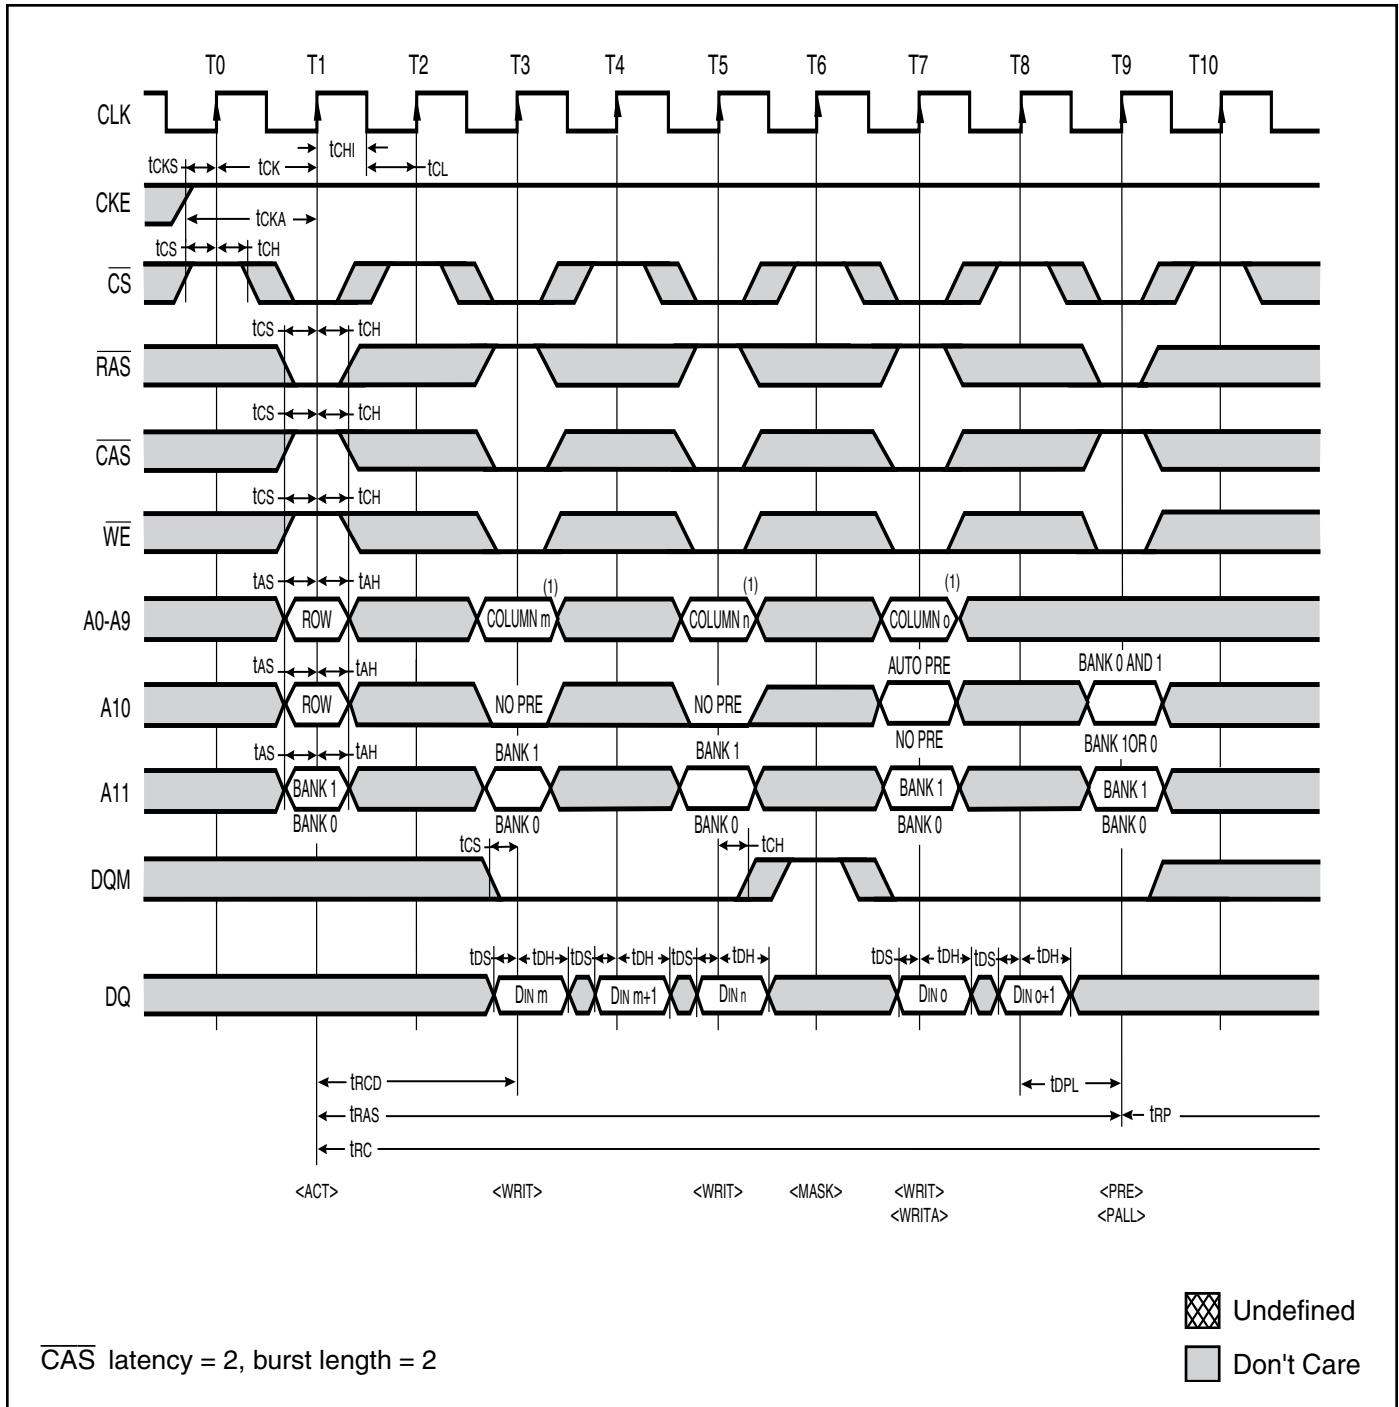 T0 T1 T2 T3 T4 T5 T6 T7 T8 T9 T10
CLK
tCHI
tCKS tCK tCL
CKE
tCKA
tCS tCH
CS
tCS tCH
RAS
tCS tCH
CAS
tCS tCH
WE
tAS tAH (1) (1) (1)
A0-A9 ROW COLUMN m COLUMN n COLUMN o
tAS tAH AUTO PRE BANK 0 AND 1
A10 ROW NO PRE NO PRE
NO PRE BANK 1OR 0
tAS tAH BANK 1 BANK 1
A11 BANK 1 BANK 1 BANK 1
BANK 0 BANK 0 BANK 0 BANK 0 BANK 0
tCS tCH
DQM
tDS tDH tDS tDH tDS tDH tDS tDH tDS tDH
DQ DIN m DIN m+1 DIN n DIN o DIN o+1
tRCD tDPL
tRAS tRP
tRC
<ACT> <WRIT> <WRIT> <MASK> <WRIT> <PRE>
<WRITA> <PALL>
Undefined
CAS latency = 2, burst length = 2
Don't Care